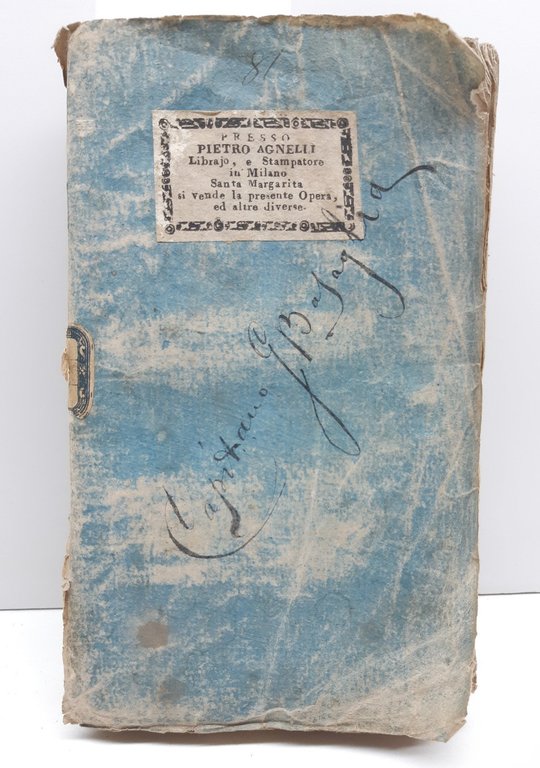 81
PRESSO
PIETRO AGNELLI
Librajo, e Stampatore
in Milano
Santa Margarita
si vende la presente Opera,
ed altre diverse.
Capitano G Basaglia